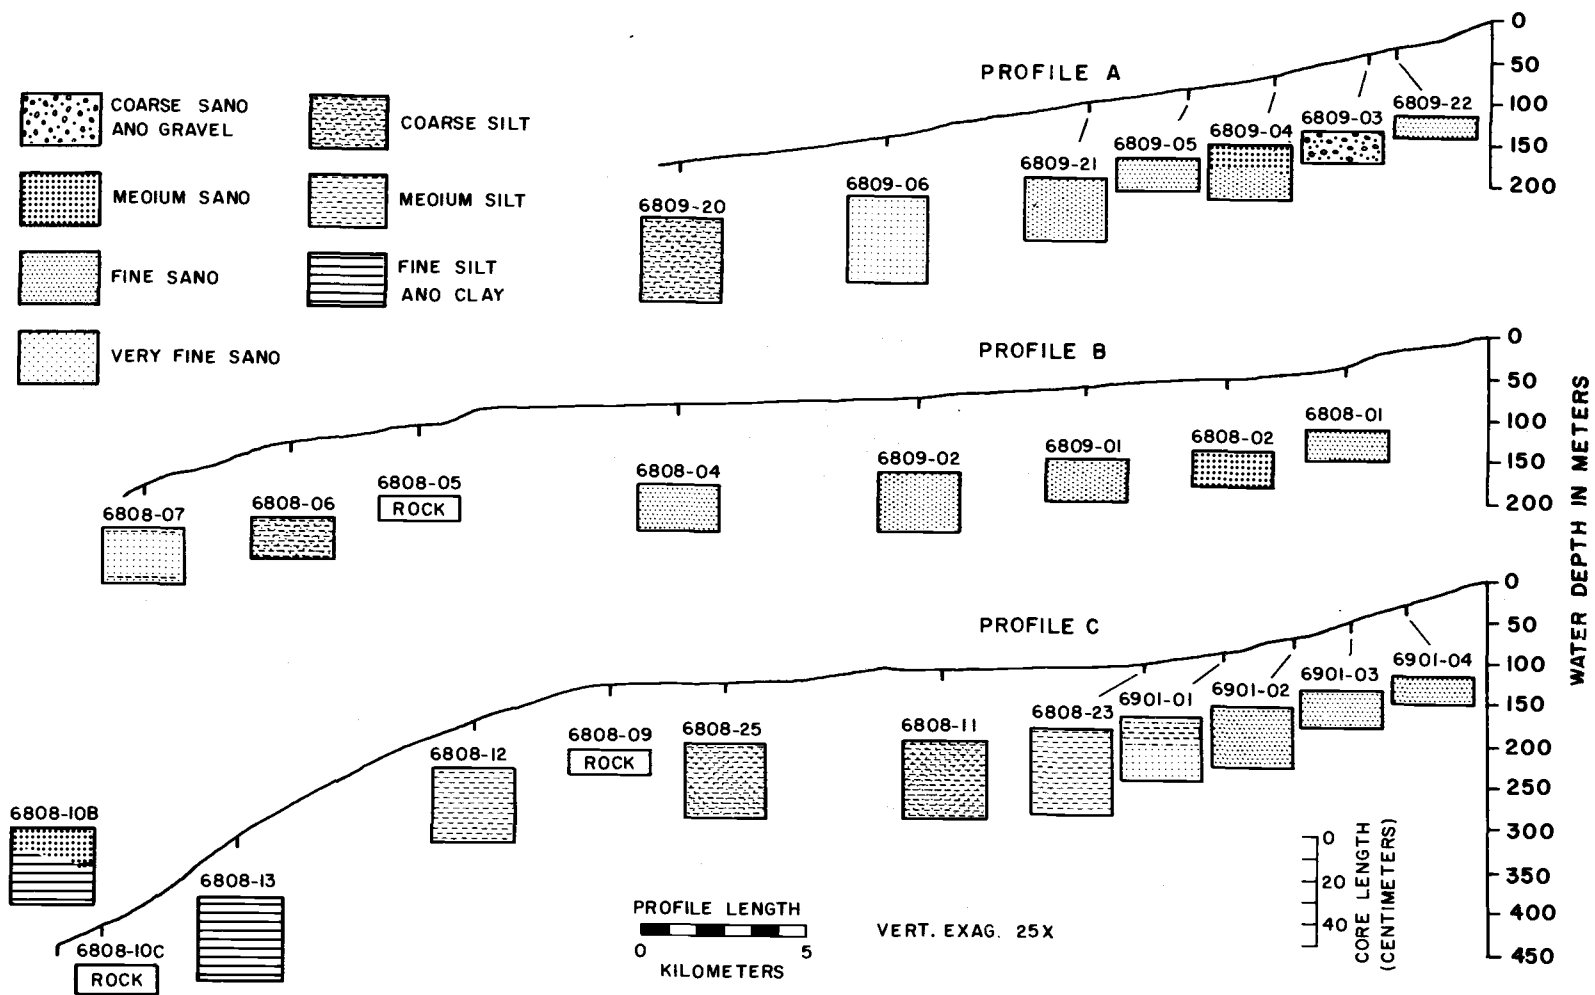 COARSE SANO
ANO GRAVEL
MEOIUM SANO
FINE SANO
VERY FINE SANO
COARSE SILT
MEOIUM SILT
FINE SILT
ANO CLAY
PROFILE A
6809-20
6809-06
6809-21
6809-05
6809-04
6809-03
6809-22
0
50
100
150
200
PROFILE B
6808-07
6808-06
6808-05
ROCK
6808-04
6809-02
6809-01
6808-02
6808-01
0
50
100
150
200
WATER DEPTH IN METERS
PROFILE C
6808-10B
6808-10C
ROCK
6808-13
6808-12
6808-09
ROCK
6808-25
6808-11
6808-23
6901-01
6901-02
6901-03
6901-04
0
50
100
150
200
250
300
350
400
450
PROFILE LENGTH
0 5
KILOMETERS
VERT. EXAG. 25X
0
20
40
CORE LENGTH
(CENTIMETERS)